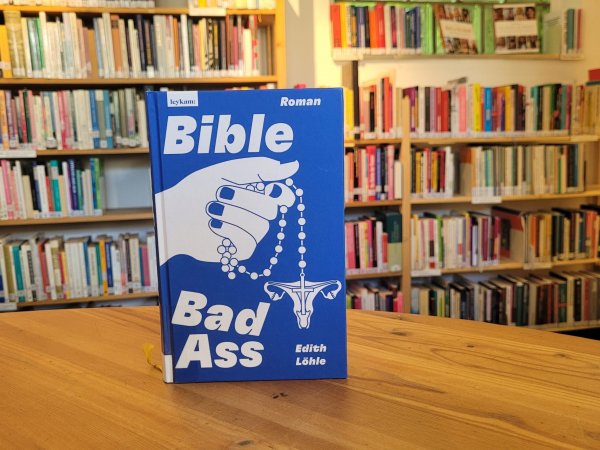 leykam:
Roman
Bible
Bad
Ass
Edith
Löhle